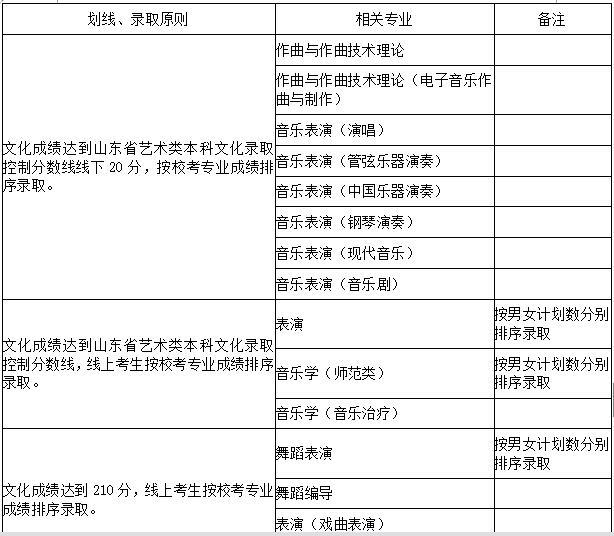 划线、录取原则 相关专业 备注
文化成绩达到山东省艺术类本科文化录取
控制分数线线下 20 分，按校考专业成绩排
序录取。
作曲与作曲技术理论
作曲与作曲技术理论（电子音乐作
曲与制作）
音乐表演（演唱）
音乐表演（管弦乐器演奏）
音乐表演（中国乐器演奏）
音乐表演（钢琴演奏）
音乐表演（现代音乐）
音乐表演（音乐剧）
文化成绩达到山东省艺术类本科文化录取
控制分数线，线上考生按校考专业成绩排序
录取。
表演
按男女计划数分别
排序录取
音乐学（师范类）
按男女计划数分别
排序录取
音乐学（音乐治疗）
文化成绩达到 210 分，线上考生按校考专业
成绩排序录取。
舞蹈表演
按男女计划数分别
排序录取
舞蹈编导
表演（戏曲表演）